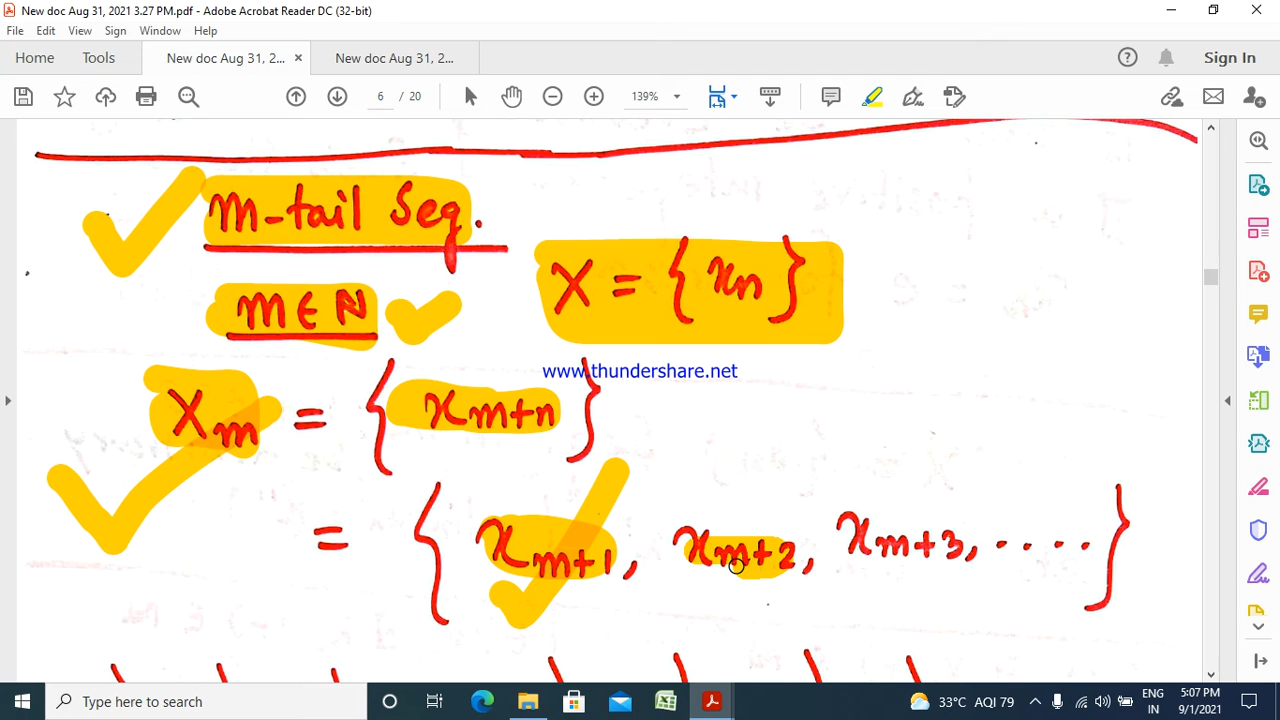 New doc Aug 31, 2021 3.27 PM.pdf - Adobe Acrobat Reader DC (32-bit)
File Edit View Sign Window Help
Home Tools New doc Aug 31, 2... × New doc Aug 31, 2... Sign In
6 / 20 139%
m-tail Seq.
m ∈ N X = {xn}
www.thundershare.net
Xm = {xm+n}
= {xm+1, xm+2, xm+3, ....}
Type here to search
33°C AQI 79
ENG
IN
5:07 PM
9/1/2021